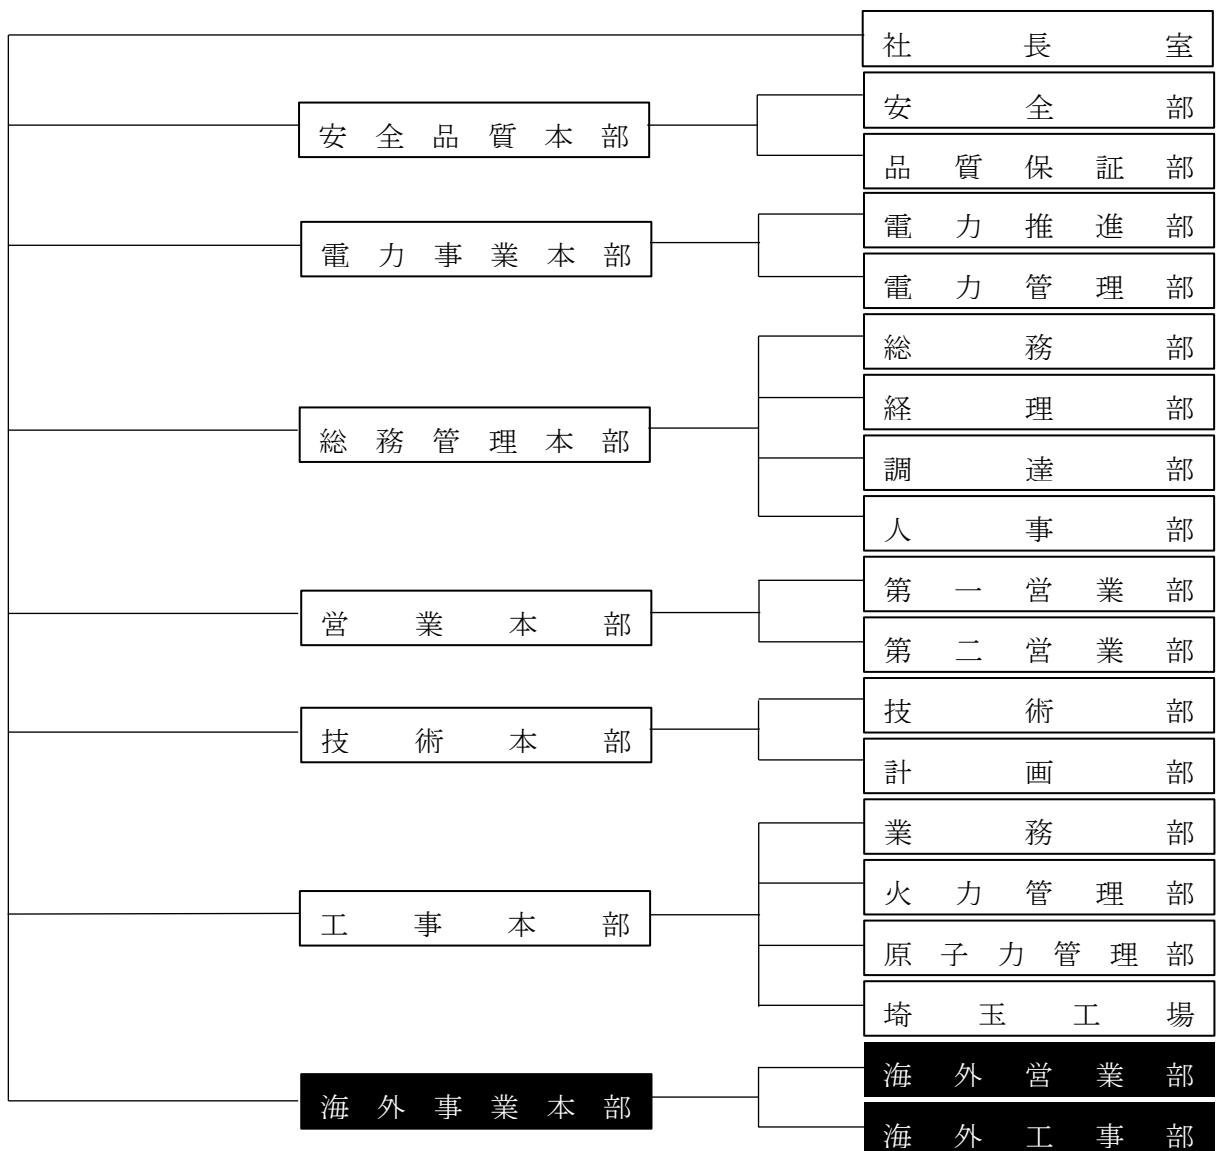 社長室
安全品質本部
安全部
品質保証部
電力事業本部
電力推進部
電力管理部
総務管理本部
総務部
経理部
調達部
人事部
営業本部
第一営業部
第二営業部
技術本部
技術部
計画部
工事本部
業務部
火力管理部
原子力管理部
埼玉工場
海外事業本部
海外営業部
海外工事部